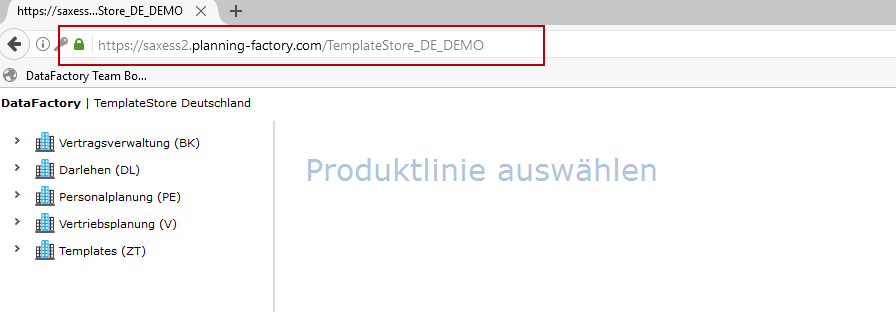 https://saxess...Store_DE_DEMO
https://saxess2.planning-factory.com/TemplateStore_DE_DEMO
DataFactory Team Bo...
DataFactory | TemplateStore Deutschland
Vertragsverwaltung (BK)
Darlehen (DL)
Personalplanung (PE)
Vertriebsplanung (V)
Templates (ZT)
Produktlinie auswählen